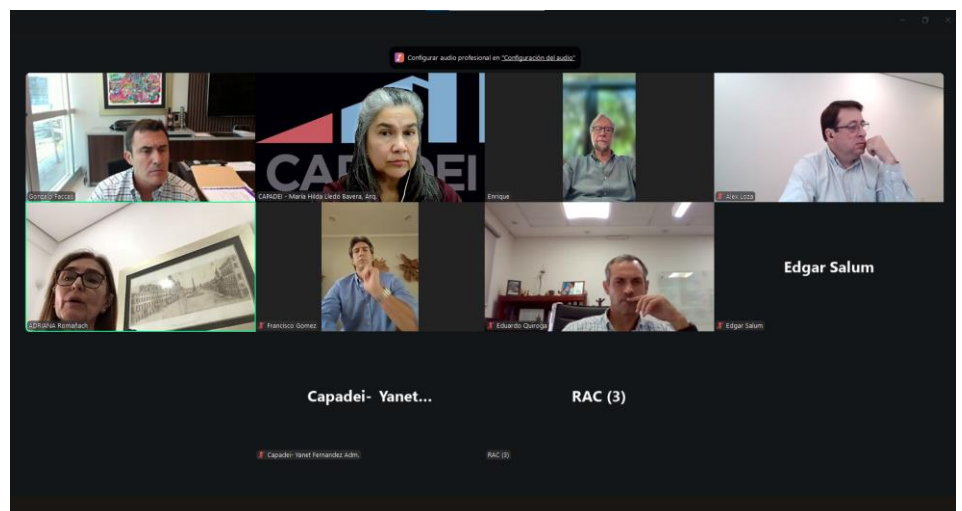 Configurar audio profesional en "Configuración del audio"
CAPADEI
Gonzalo Faccas
CAPADEI - María Hilda Lledó Bavera, Arq.
Enrique
Alex Loza
ADRIANA Romañach
Francisco Gomez
Eduardo Quiroga
Edgar Salum
Edgar Salum
Capadei- Yanet...
RAC (3)
Capadei- Yanet Fernandez Adm.
RAC (3)